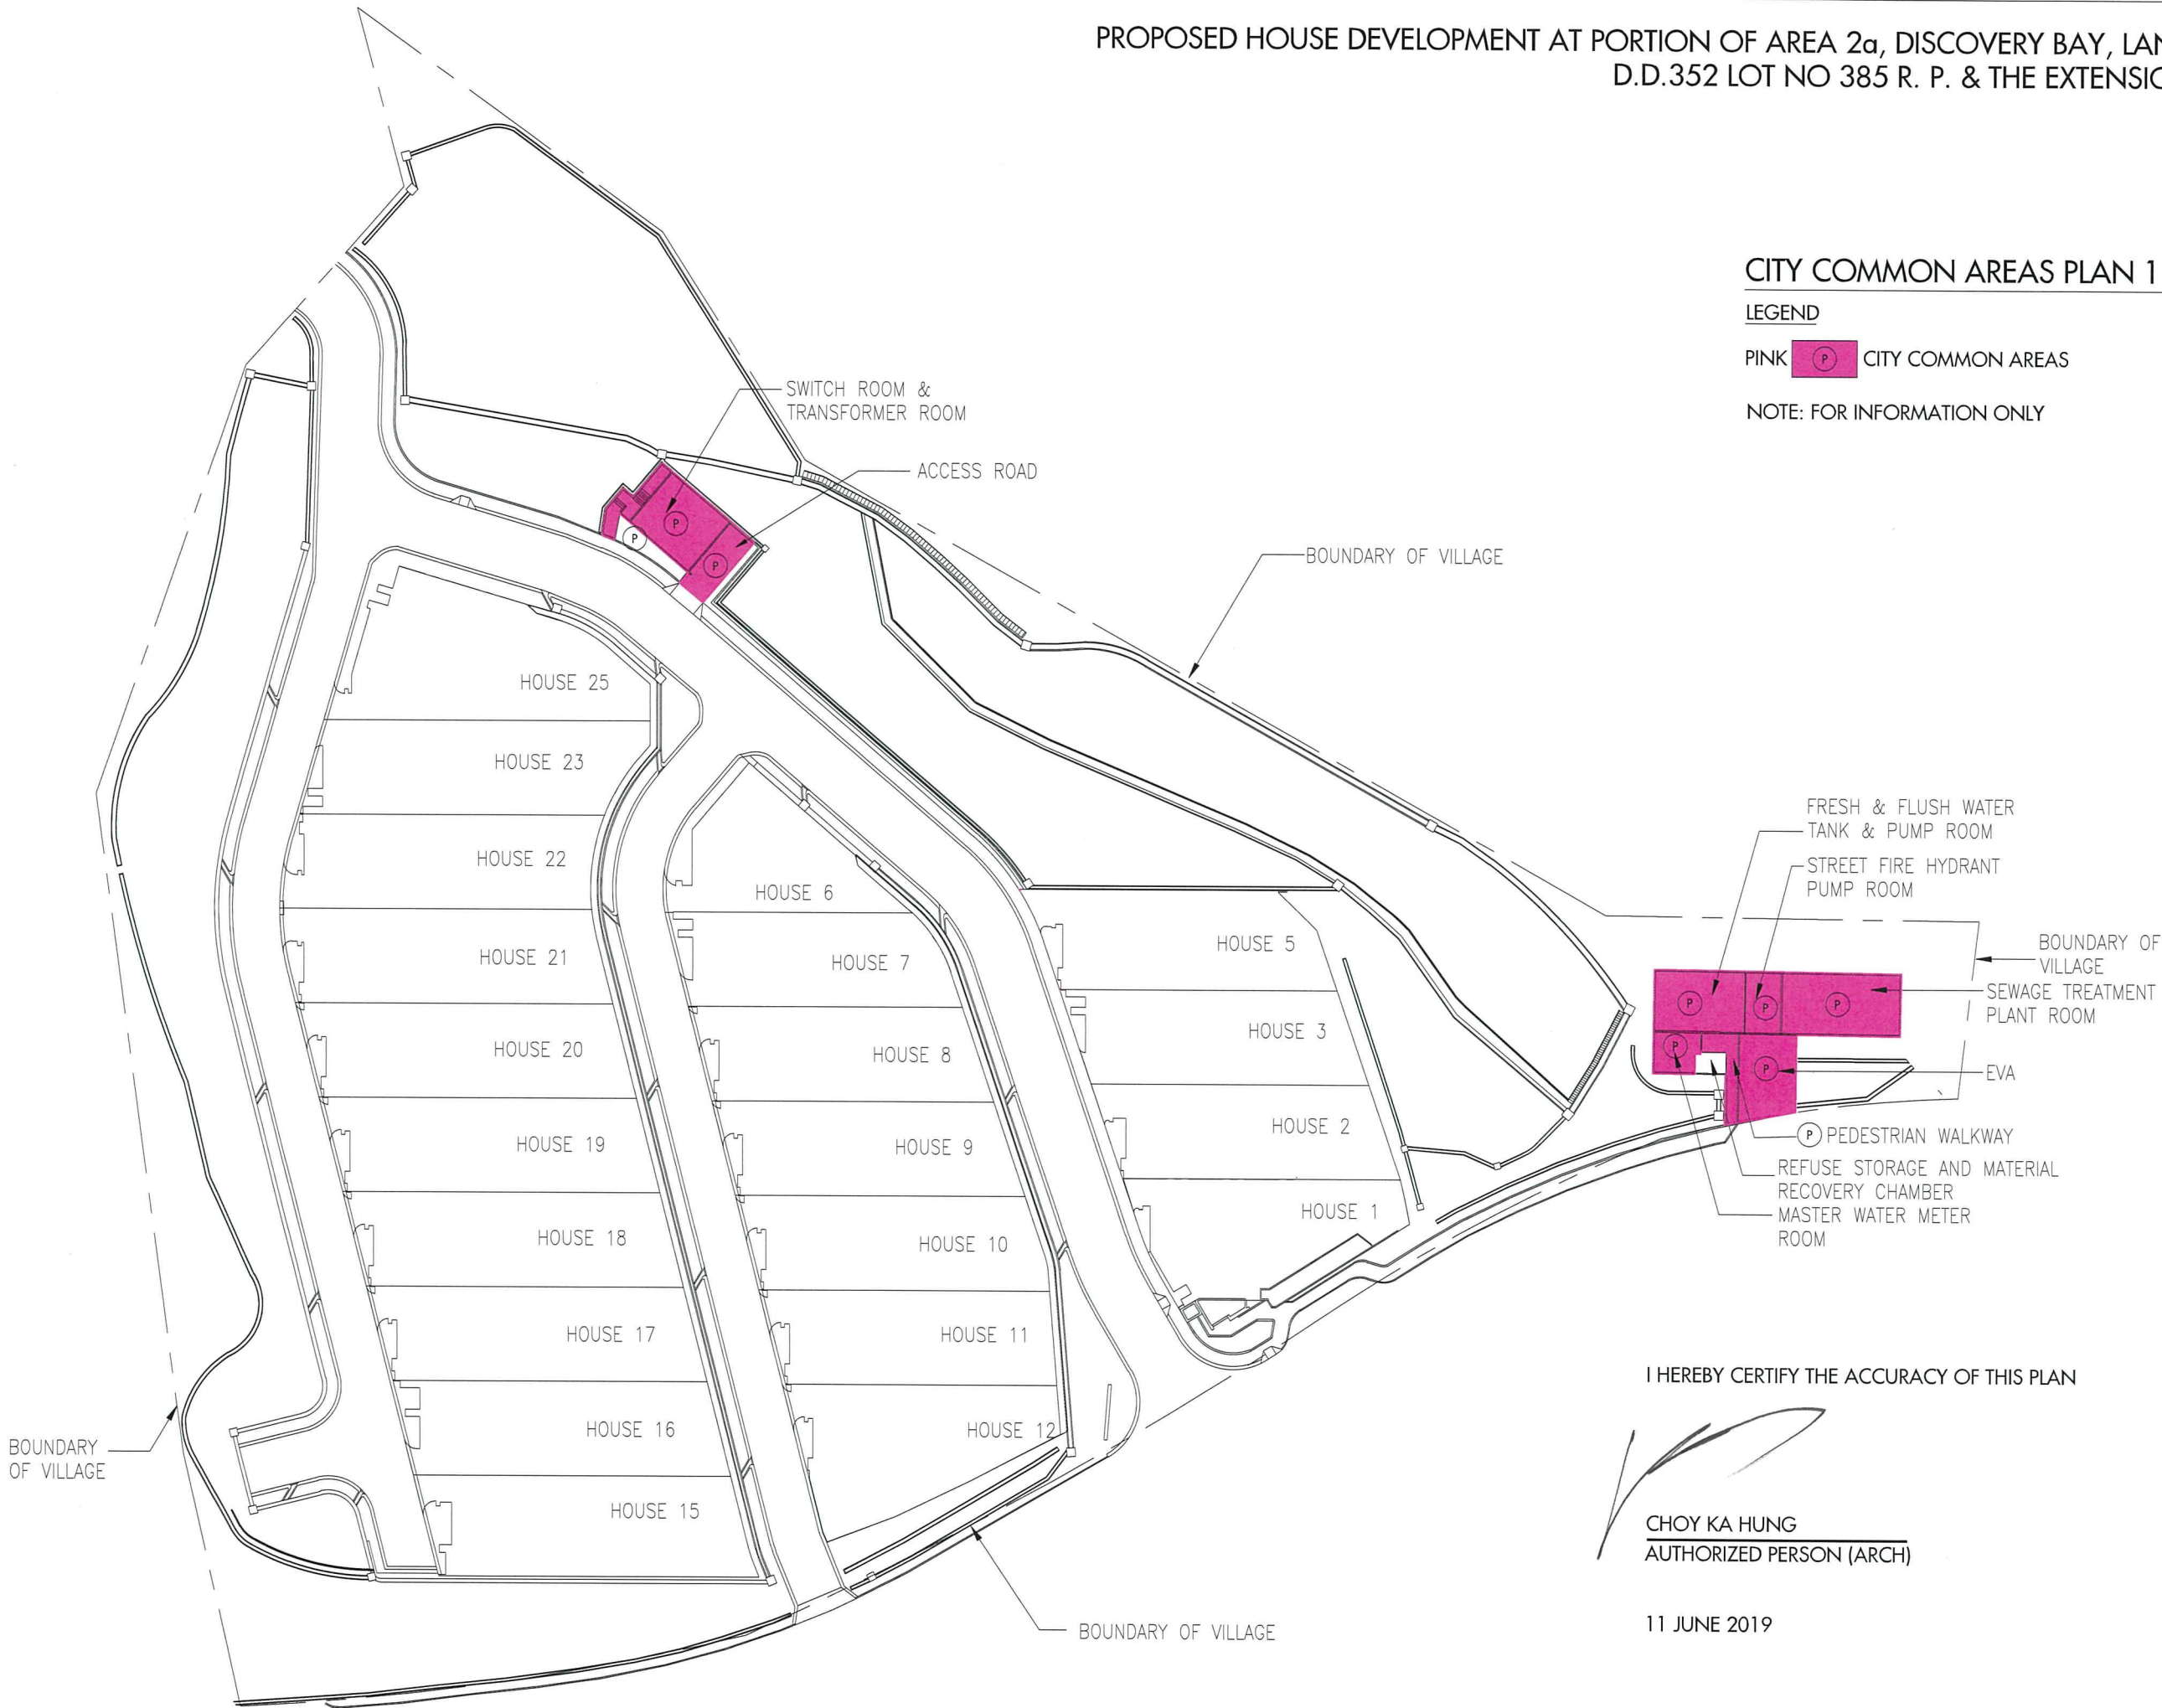 PROPOSED HOUSE DEVELOPMENT AT PORTION OF AREA 2a, DISCOVERY BAY,
D.D.352 LOT NO 385 R. P. & THE
CITY COMMON AREAS PLAN 1
LEGEND
PINK P CITY COMMON AREAS
NOTE: FOR INFORMATION ONLY
SWITCH ROOM &
TRANSFORMER ROOM
ACCESS ROAD
P
P
P
BOUNDARY OF VILLAGE
HOUSE 25
HOUSE 23
HOUSE 22
HOUSE 21
HOUSE 20
HOUSE 19
HOUSE 18
HOUSE 17
HOUSE 16
HOUSE 15
HOUSE 6
HOUSE 7
HOUSE 8
HOUSE 9
HOUSE 10
HOUSE 11
HOUSE 12
HOUSE 5
HOUSE 3
HOUSE 2
HOUSE 1
FRESH & FLUSH WATER
TANK & PUMP ROOM
STREET FIRE HYDRANT
PUMP ROOM
BOUNDARY OF
VILLAGE
SEWAGE TREATMENT
PLANT ROOM
P
P
P
P
P
EVA
P PEDESTRIAN WALKWAY
REFUSE STORAGE AND MATERIAL
RECOVERY CHAMBER
MASTER WATER METER
ROOM
BOUNDARY
OF VILLAGE
BOUNDARY OF VILLAGE
I HEREBY CERTIFY THE ACCURACY OF THIS PLAN
CHOY KA HUNG
AUTHORIZED PERSON (ARCH)
11 JUNE 2019